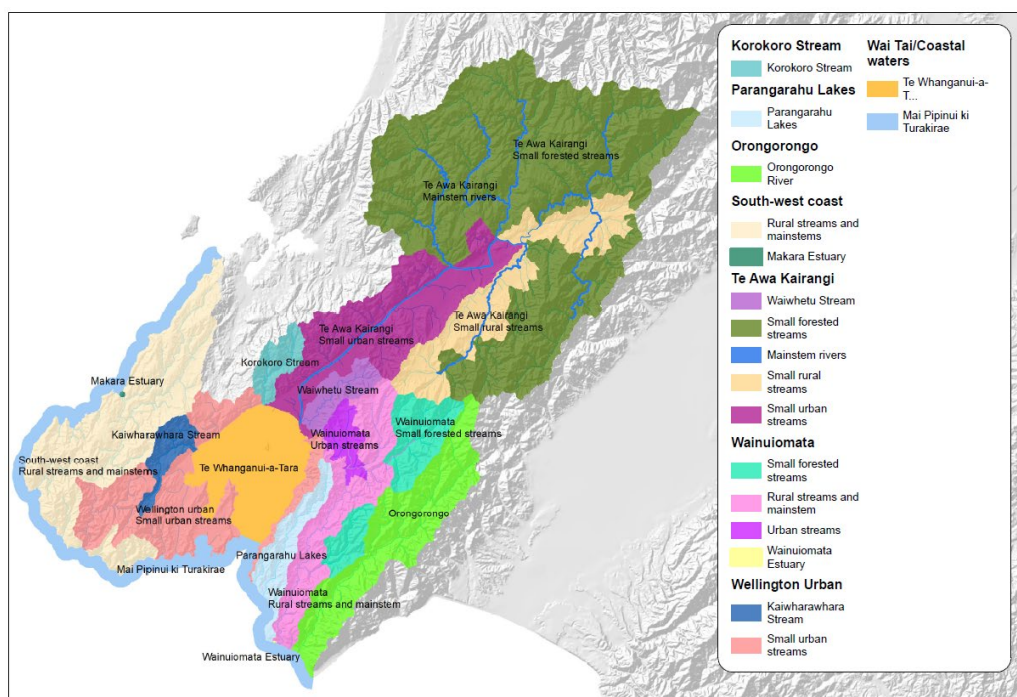 Te Awa Kairangi
Small forested streams
Te Awa Kairangi
Mainstem rivers
Te Awa Kairangi
Small rural streams
Te Awa Kairangi
Small urban streams
Korokoro Stream
Makara Estuary
Waiwhetu Stream
Kaiwharawhara Stream
Wainuiomata
Urban streams
Wainuiomata
Small forested streams
South-west coast
Rural streams and mainstems
Te Whanganui-a-Tara
Wellington urban
Small urban streams
Orongorongo
Parangarahu Lakes
Mai Pipinui ki Turakirae
Wainuiomata
Rural streams and mainstem
Wainuiomata Estuary
Korokoro Stream
Korokoro Stream
Parangarahu Lakes
Parangarahu
Lakes
Orongorongo
Orongorongo
River
South-west coast
Rural streams and
mainstems
Makara Estuary
Te Awa Kairangi
Waiwhetu Stream
Small forested
streams
Mainstem rivers
Small rural
streams
Small urban
streams
Wainuiomata
Small forested
streams
Rural streams and
mainstem
Urban streams
Wainuiomata
Estuary
Wellington Urban
Kaiwharawhara
Stream
Small urban
streams
Wai Tai/Coastal
waters
Te Whanganui-a-
T...
Mai Pipinui ki
Turakirae